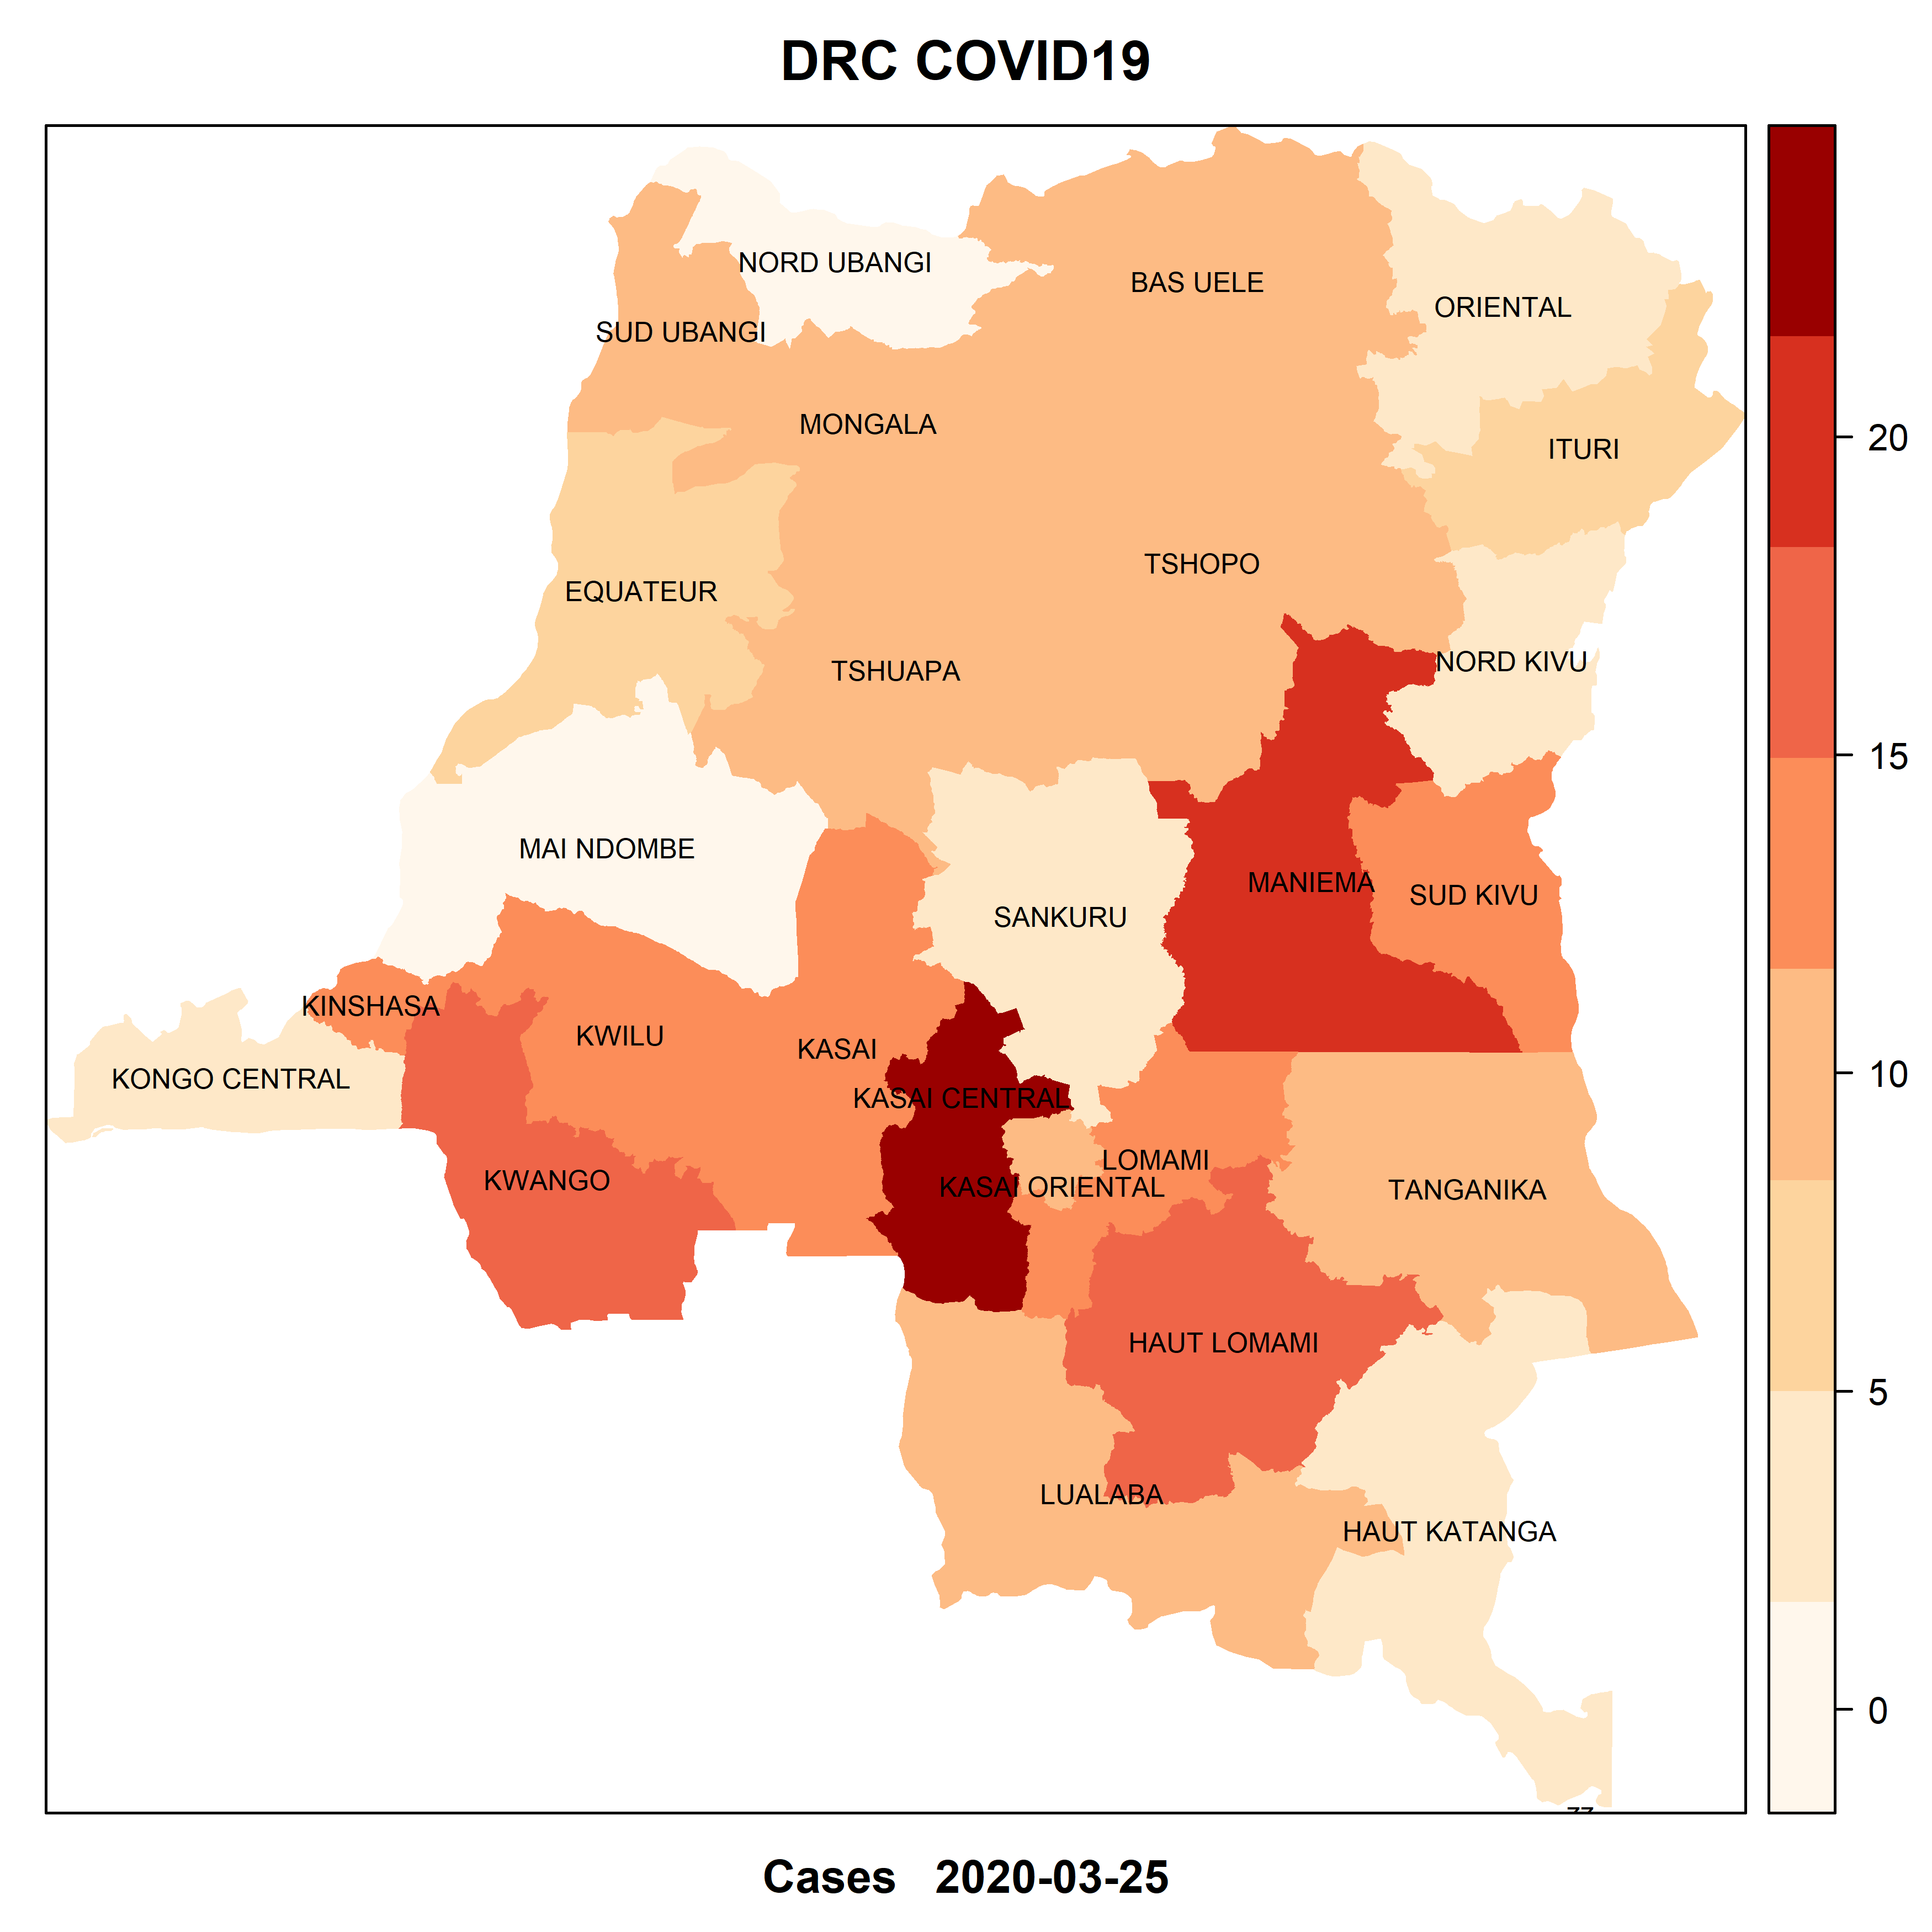 DRC COVID19
NORD UBANGI
BAS UELE
ORIENTAL
SUD UBANGI
MONGALA
20
ITURI
TSHOPO
EQUATEUR
NORD KIVU
TSHUAPA
15
MAI NDOMBE
MANIEMA
SUD KIVU
SANKURU
KINSHASA
KWILU
KASAI
10
KONGO CENTRAL
KASAI CENTRAL
LOMAMI
KWANGO
KASAI ORIENTAL
TANGANIKA
HAUT LOMAMI
5
LUALABA
HAUT KATANGA
0
Cases 2020-03-25